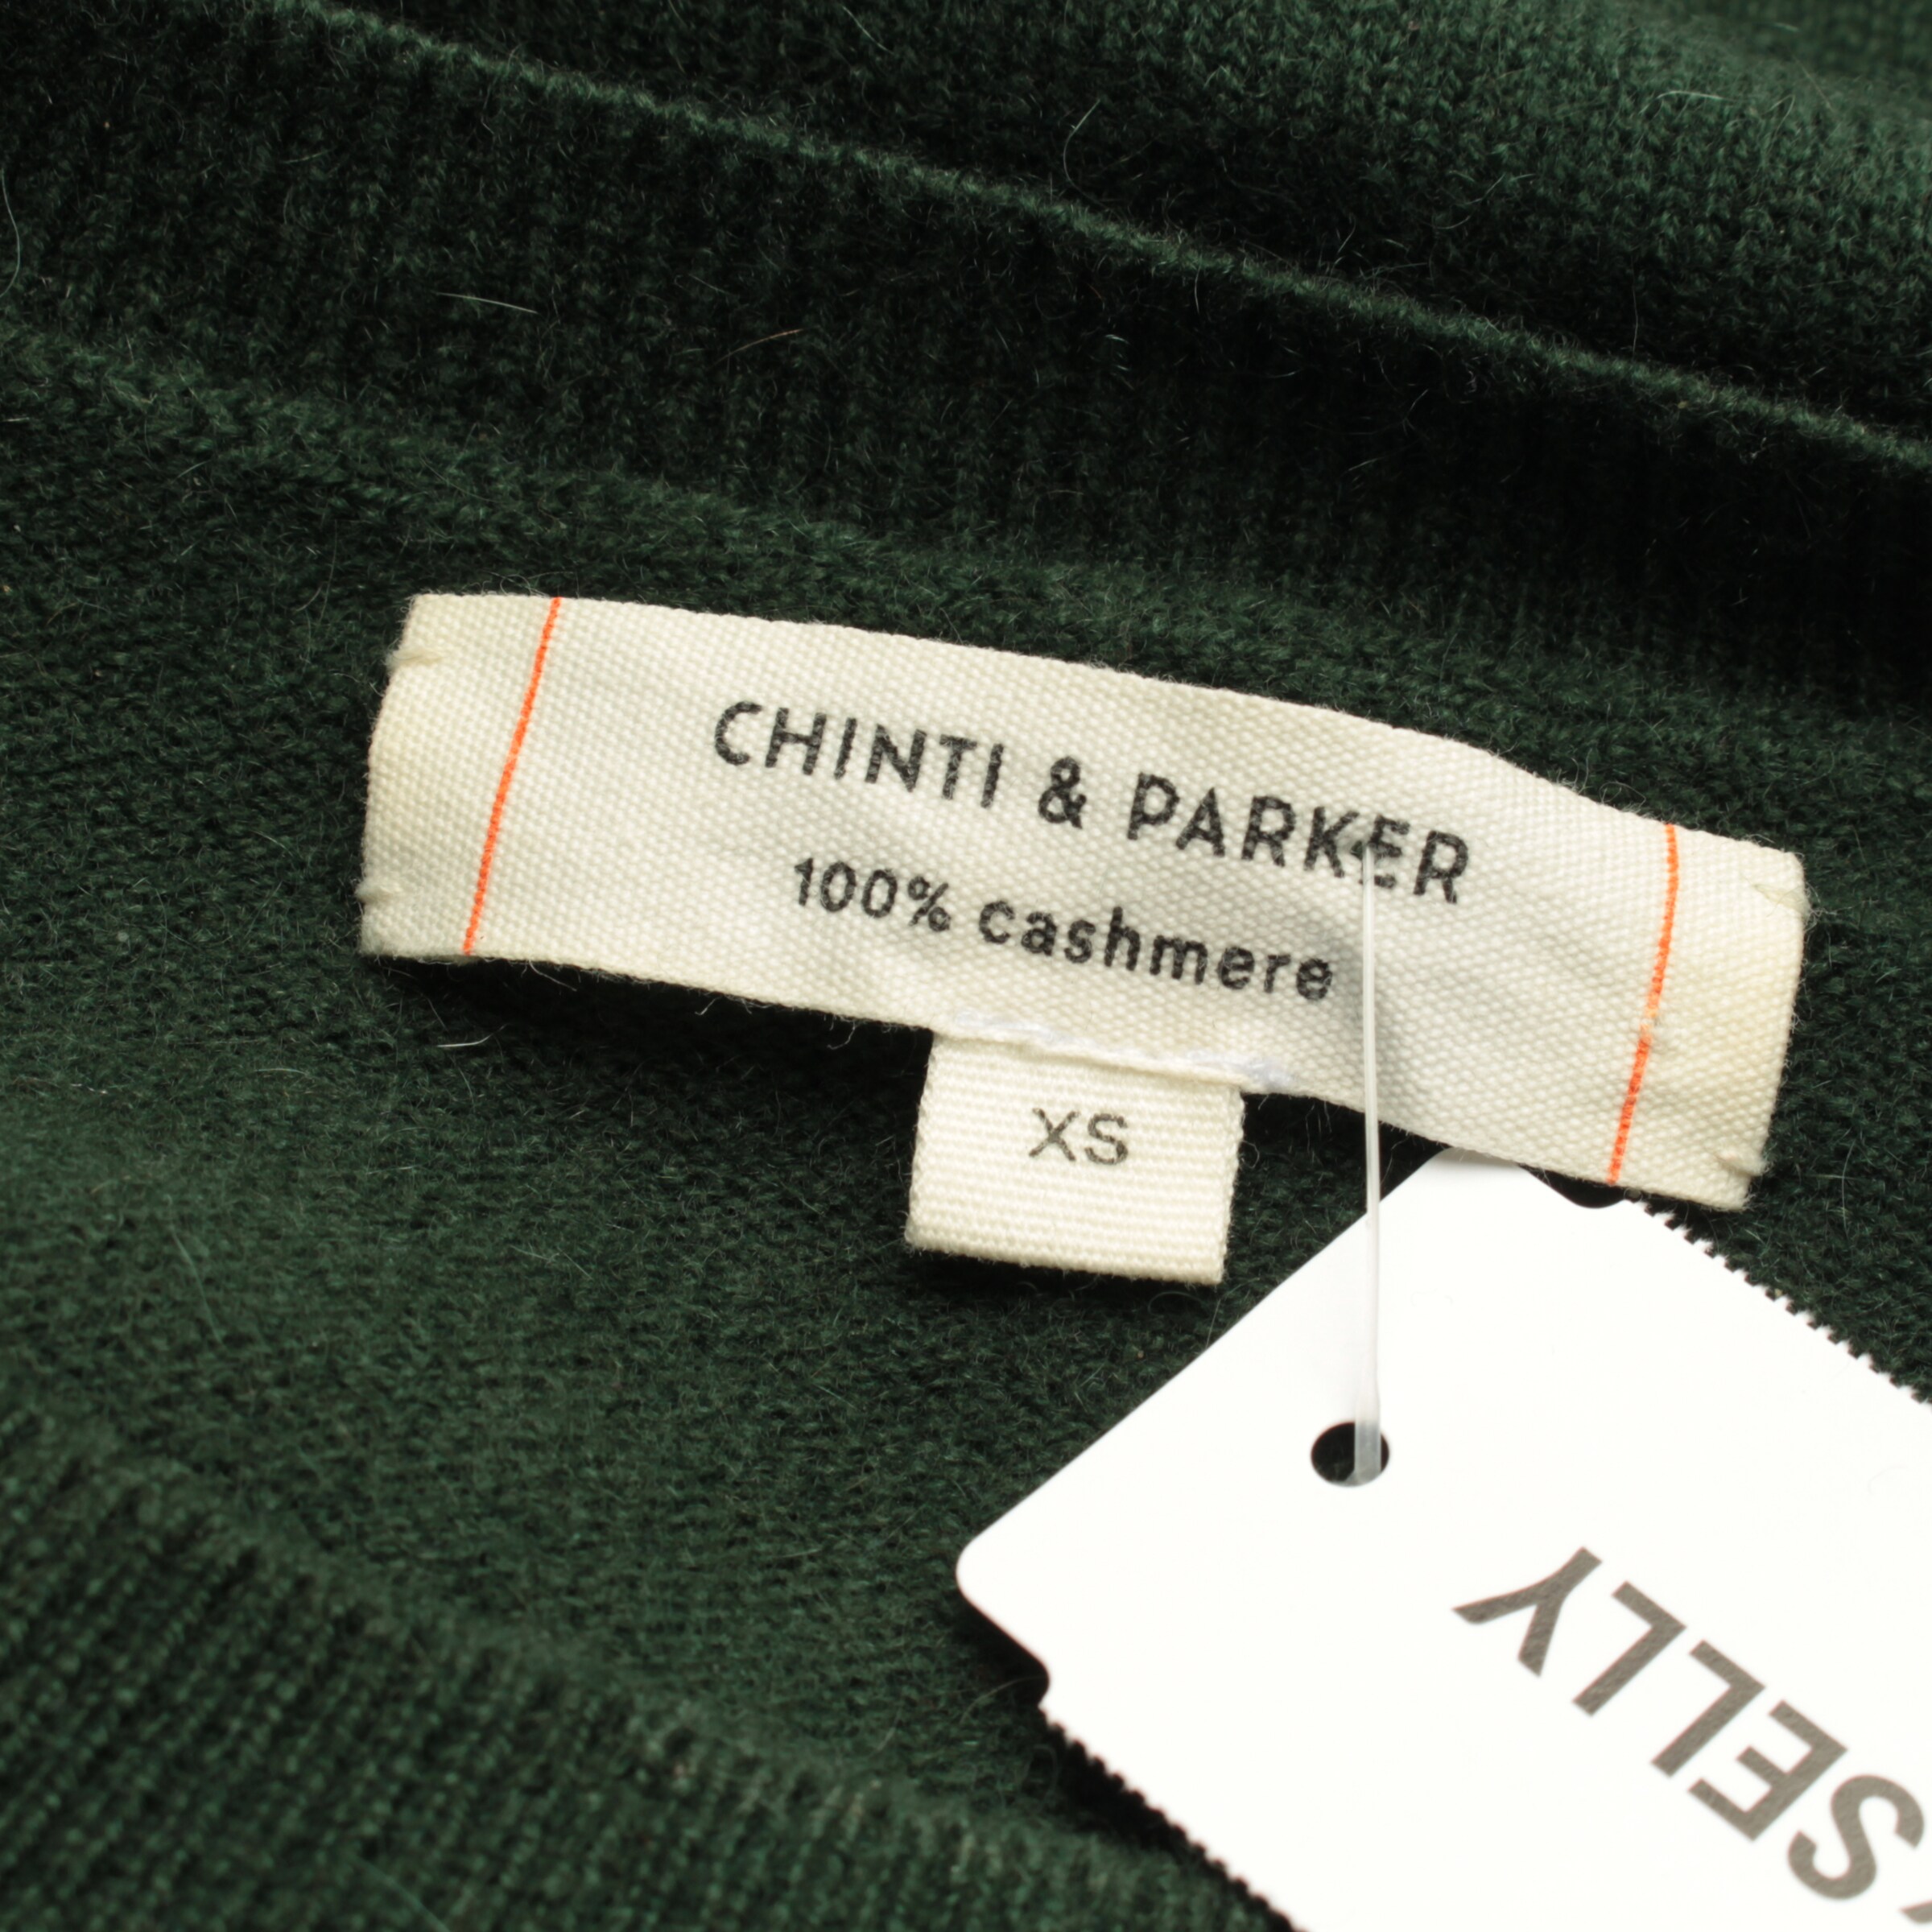 CHINTI & PARKER
100% cashmere
XS
SELLY